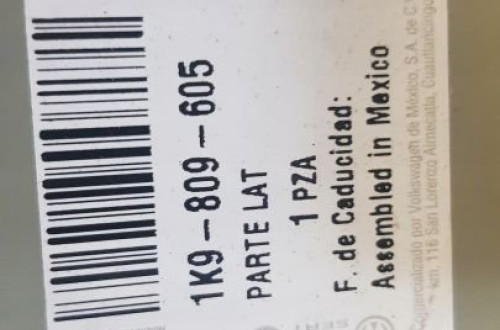 1K9-809-605
PARTE LAT
1 PZA
F. de Caducidad:
Assembled in Mexico
Comercializado por Volkswagen de México, S.A. de C
km. 116 San Lorenzo Almecatla, Cuautlancingo